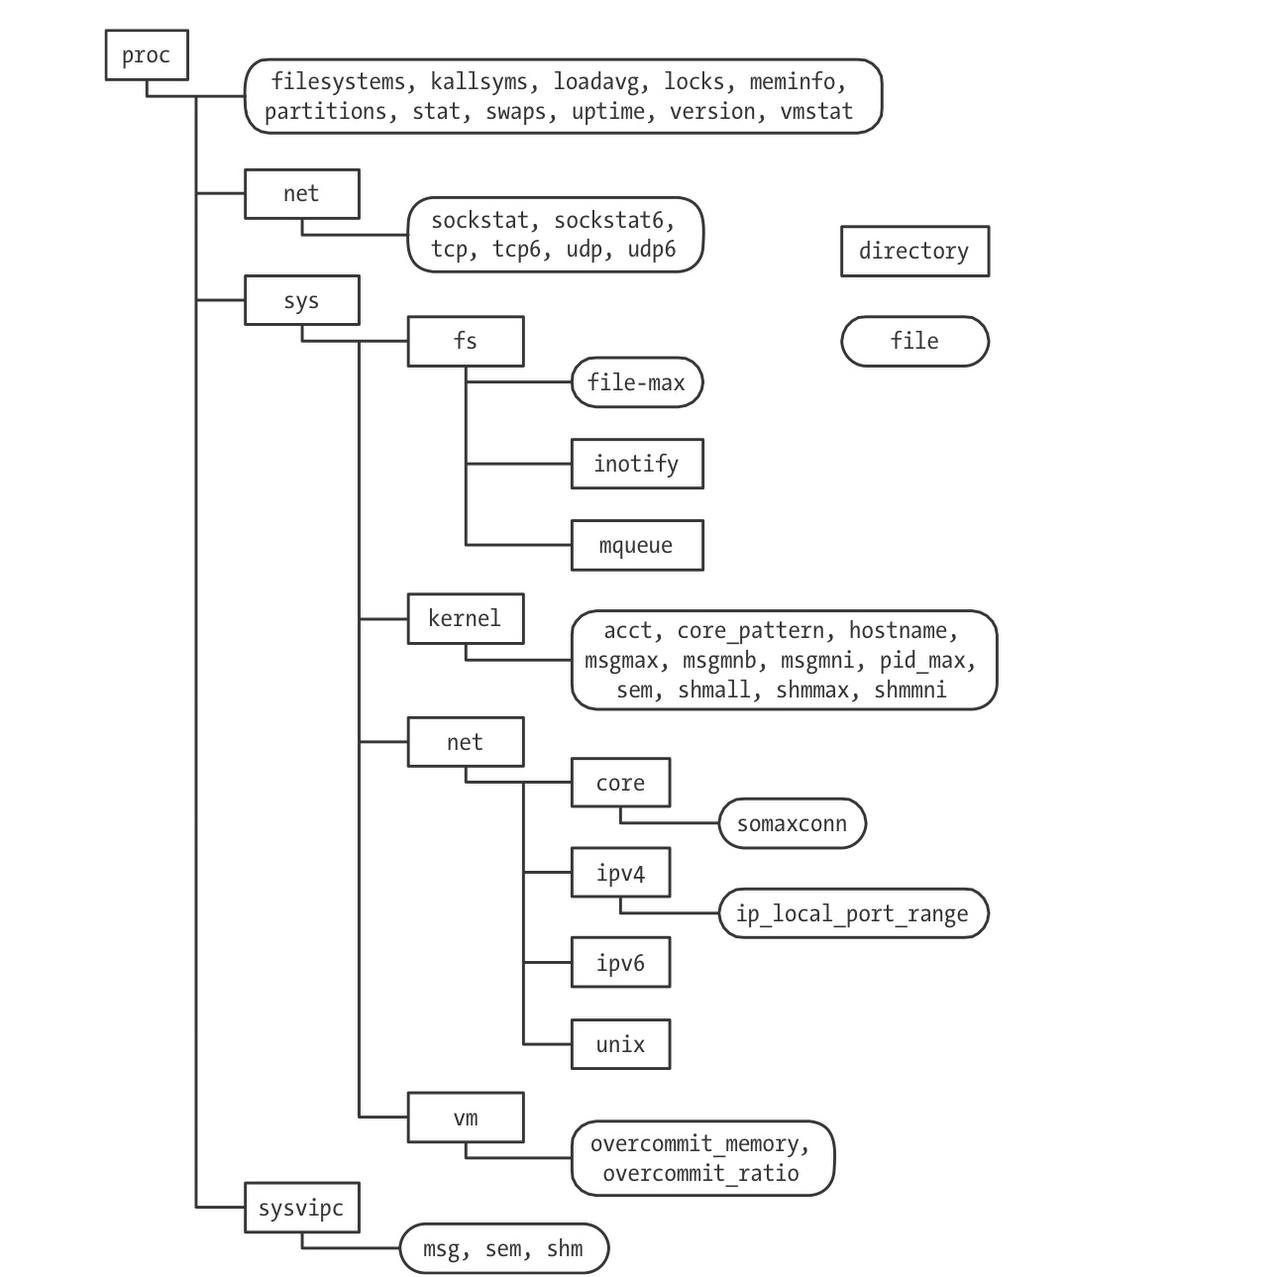 proc
filesystems, kallsyms, loadavg, locks, meminfo,
partitions, stat, swaps, uptime, version, vmstat
net
sockstat, sockstat6,
tcp, tcp6, udp, udp6
directory
sys
fs
file
file-max
inotify
mqueue
kernel
acct, core_pattern, hostname,
msgmax, msgmnb, msgmni, pid_max,
sem, shmall, shmmax, shmmni
net
core
somaxconn
ipv4
ip_local_port_range
ipv6
unix
vm
overcommit_memory,
overcommit_ratio
sysvipc
msg, sem, shm